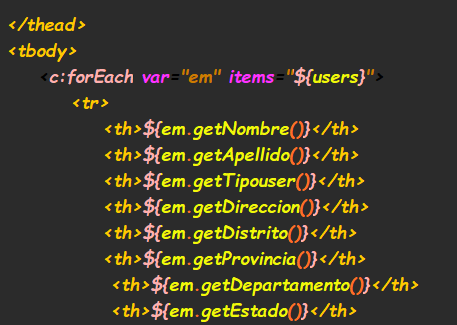 </thead>
<tbody>
<c:forEach var="em" items="${users}">
<tr>
<th>${em.getNombre()}</th>
<th>${em.getApellido()}</th>
<th>${em.getTipouser()}</th>
<th>${em.getDireccion()}</th>
<th>${em.getDistrito()}</th>
<th>${em.getProvincia()}</th>
<th>${em.getDepartamento()}</th>
<th>${em.getEstado()}</th>